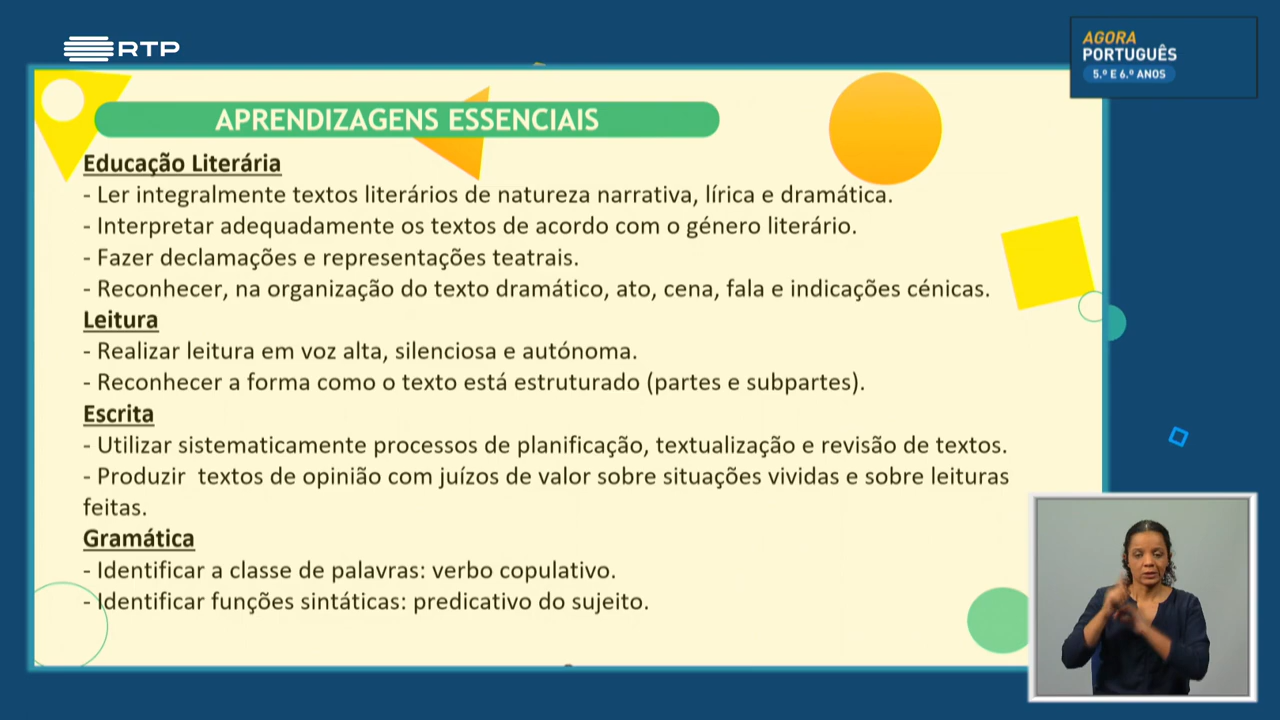 RTP
AGORA
PORTUGUÊS
5.º E 6.º ANOS
APRENDIZAGENS ESSENCIAIS
Educação Literária
- Ler integralmente textos literários de natureza narrativa, lírica e dramática.
- Interpretar adequadamente os textos de acordo com o género literário.
- Fazer declamações e representações teatrais.
- Reconhecer, na organização do texto dramático, ato, cena, fala e indicações cénicas.
Leitura
- Realizar leitura em voz alta, silenciosa e autónoma.
- Reconhecer a forma como o texto está estruturado (partes e subpartes).
Escrita
- Utilizar sistematicamente processos de planificação, textualização e revisão de textos.
- Produzir  textos de opinião com juízos de valor sobre situações vividas e sobre leituras
feitas.
Gramática
- Identificar a classe de palavras: verbo copulativo.
- Identificar funções sintáticas: predicativo do sujeito.